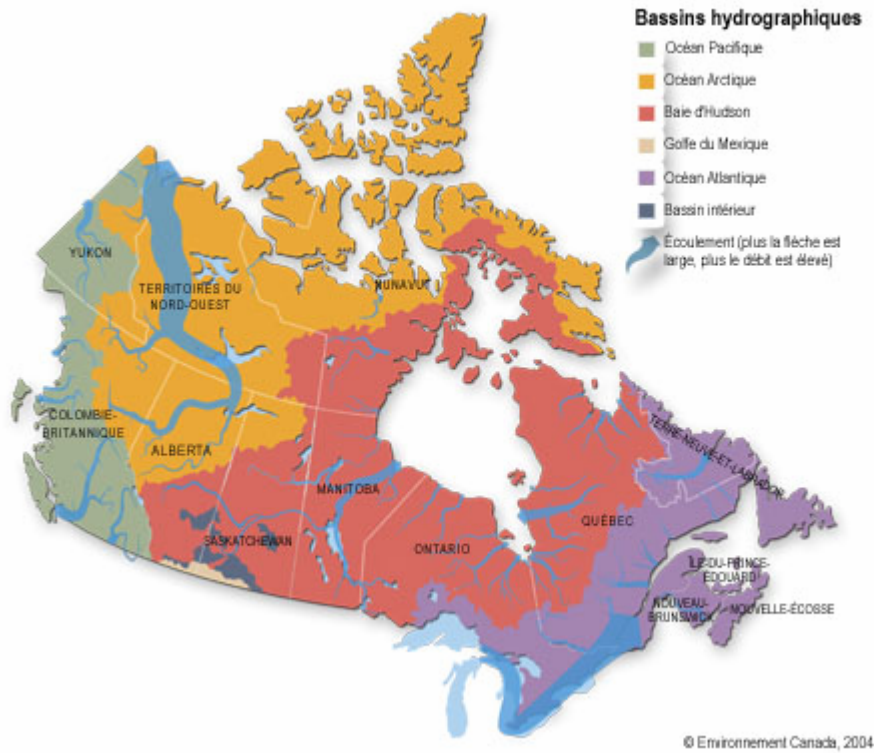 Bassins hydrographiques
Océan Pacifique
Océan Arctique
Baie d'Hudson
Golfe du Mexique
Océan Atlantique
Bassin intérieur
Écoulement (plus la flèche est
large, plus le débit est élevé)
YUKON
TERRITOIRES DU
NORD-OUEST
NUNAVUT
COLOMBIE-
BRITANNIQUE
ALBERTA
SASKATCHEWAN
MANITOBA
ONTARIO
QUÉBEC
TERRE-NEUVE-ET-LABRADOR
ÎLE-DU-PRINCE-
ÉDOUARD
NOUVEAU-
BRUNSWICK
NOUVELLE-ÉCOSSE
© Environnement Canada, 2004